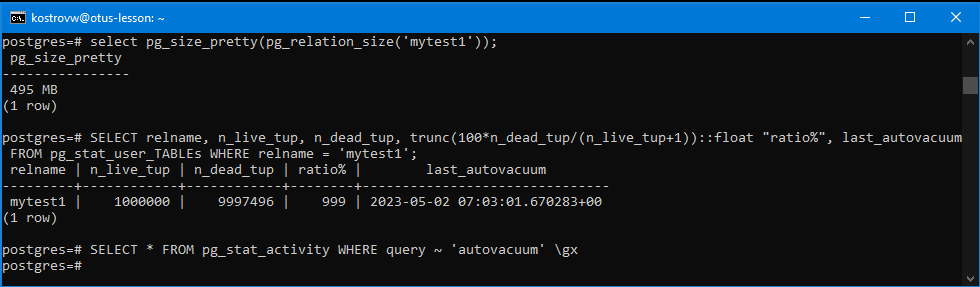 kostrovw@otus-lesson: ~
postgres=# select pg_size_pretty(pg_relation_size('mytest1'));
 pg_size_pretty
----------------
 495 MB
(1 row)

postgres=# SELECT relname, n_live_tup, n_dead_tup, trunc(100*n_dead_tup/(n_live_tup+1))::float "ratio%", last_autovacuum
 FROM pg_stat_user_TABLEs WHERE relname = 'mytest1';
 relname | n_live_tup | n_dead_tup | ratio% |        last_autovacuum
---------+------------+------------+--------+-------------------------------
 mytest1 |    1000000 |    9997496 |    999 | 2023-05-02 07:03:01.670283+00
(1 row)

postgres=# SELECT * FROM pg_stat_activity WHERE query ~ 'autovacuum' \gx
postgres=#